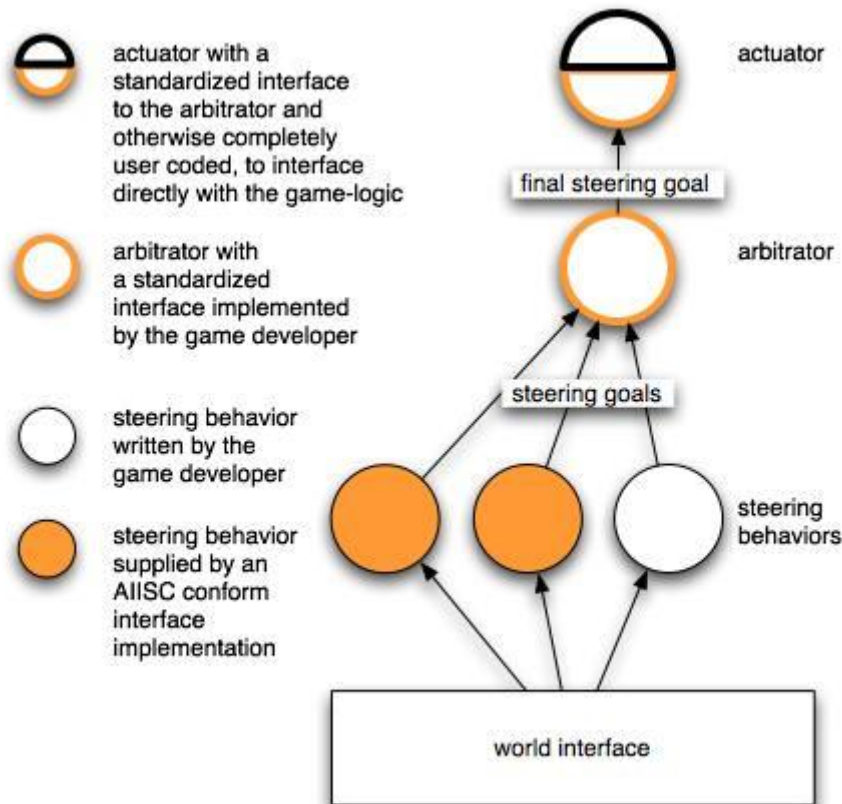 actuator with a
standardized interface
to the arbitrator and
otherwise completely
user coded, to interface
directly with the game-logic
arbitrator with
a standardized
interface implemented
by the game developer
steering behavior
written by the
game developer
steering behavior
supplied by an
AIISC conform
interface
implementation
actuator
final steering goal
arbitrator
steering goals
steering
behaviors
world interface